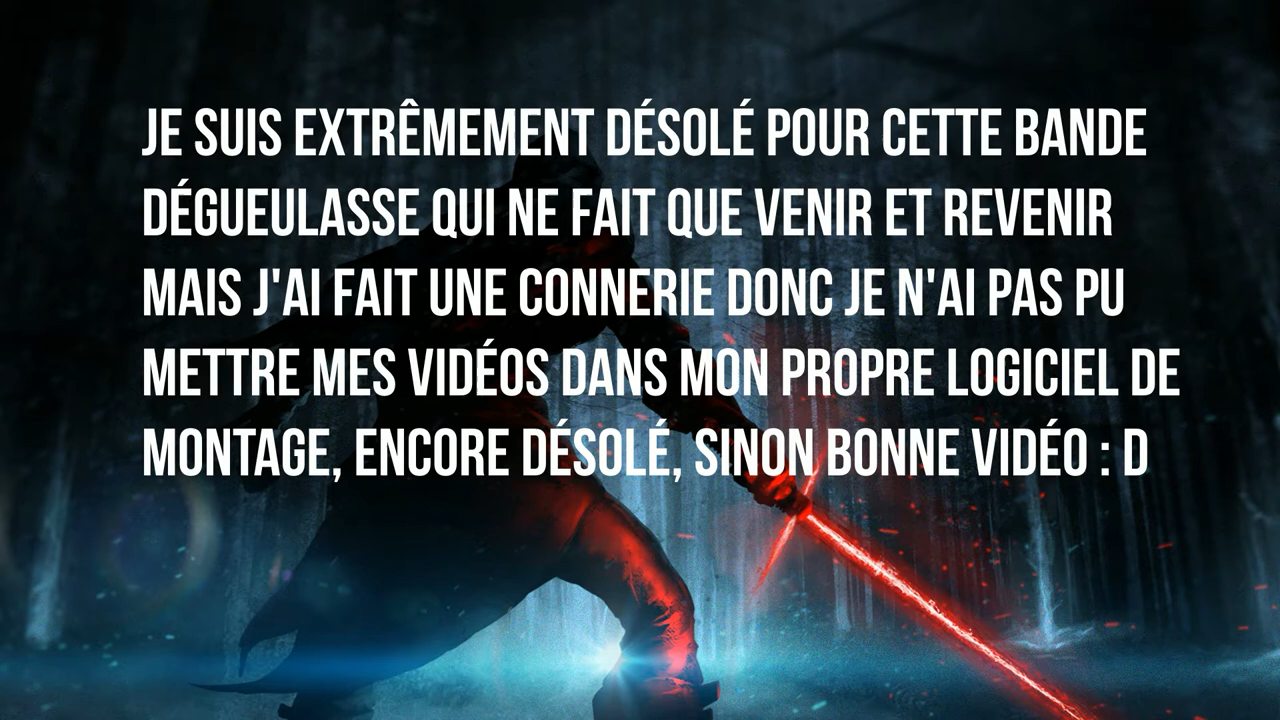 JE SUIS EXTRÊMEMENT DÉSOLÉ POUR CETTE BANDE
DÉGUEULASSE QUI NE FAIT QUE VENIR ET REVENIR
MAIS J'AI FAIT UNE CONNERIE DONC JE N'AI PAS PU
METTRE MES VIDÉOS DANS MON PROPRE LOGICIEL DE
MONTAGE, ENCORE DÉSOLÉ, SINON BONNE VIDÉO : D